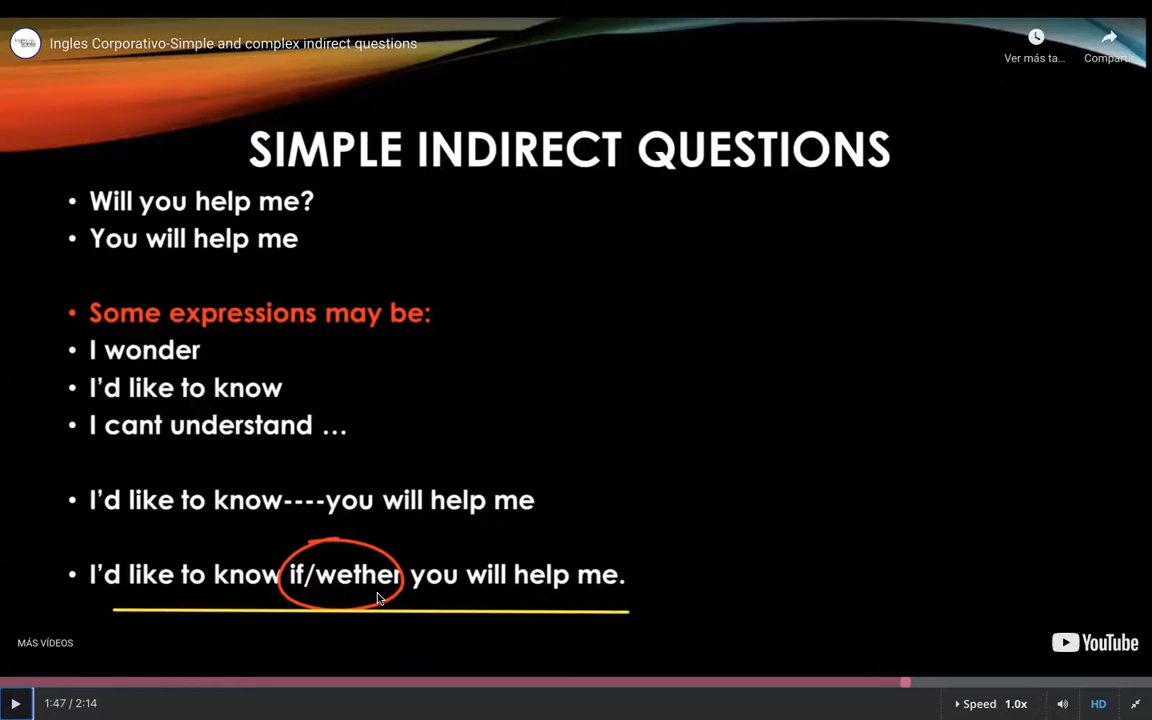 Ingles Corporativo-Simple and complex indirect questions
Ver más ta...
Compartir
SIMPLE INDIRECT QUESTIONS
• Will you help me?
• You will help me
• Some expressions may be:
• I wonder
• I'd like to know
• I cant understand ...
• I'd like to know----you will help me
• I'd like to know if/wether you will help me.
MÁS VÍDEOS
YouTube
1:47 / 2:14
Speed 1.0x
HD